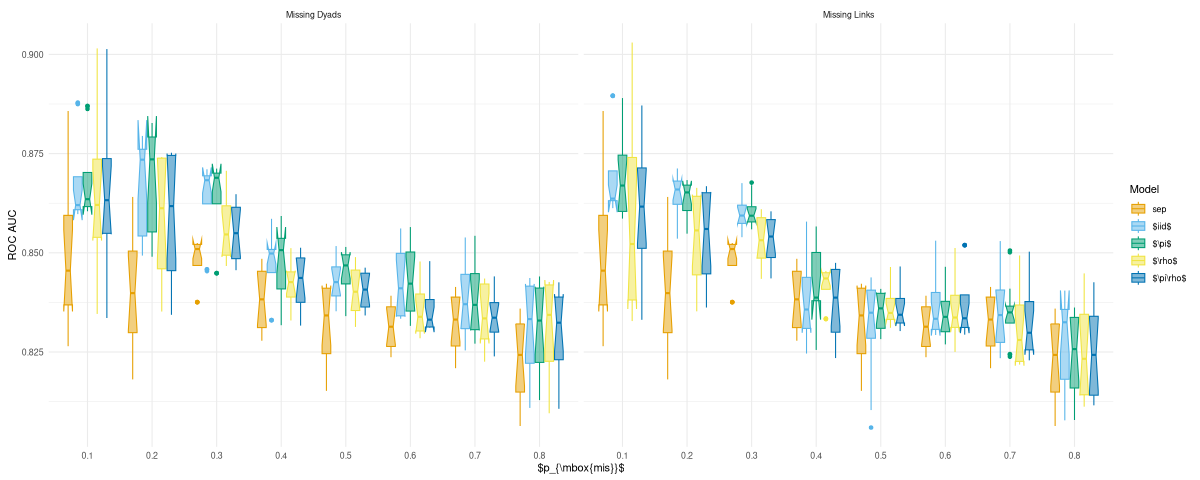 Missing Dyads
Missing Links
ROC AUC
0.900
0.875
0.850
0.825
0.1 0.2 0.3 0.4 0.5 0.6 0.7 0.8
0.1 0.2 0.3 0.4 0.5 0.6 0.7 0.8
$p_{\mbox{mis}}$
Model
sep
$iid$
$\pi$
$\rho$
$\pi\rho$